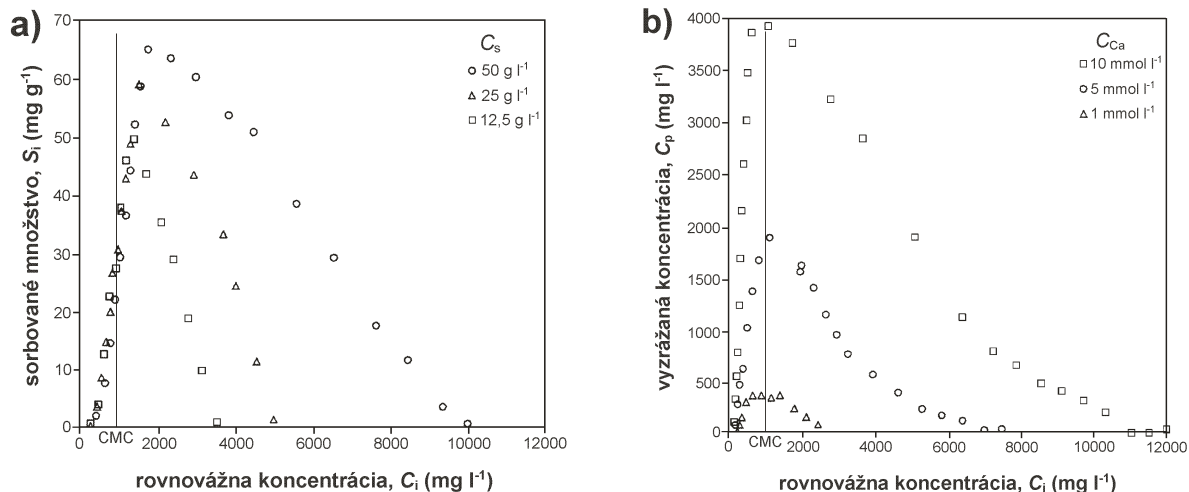 a)
sorbované množstvo, Si (mg g-1)
70
60
50
40
30
20
10
0
Cs
50 g l-1
25 g l-1
12,5 g l-1
0 CMC 2000 4000 6000 8000 10000 12000
rovnovážna koncentrácia, Ci (mg l-1)
b)
vyzrážaná koncentrácia, Cp (mg l-1)
4000
3500
3000
2500
2000
1500
1000
500
0
CCa
10 mmol l-1
5 mmol l-1
1 mmol l-1
0 CMC 2000 4000 6000 8000 10000 12000
rovnovážna koncentrácia, Ci (mg l-1)